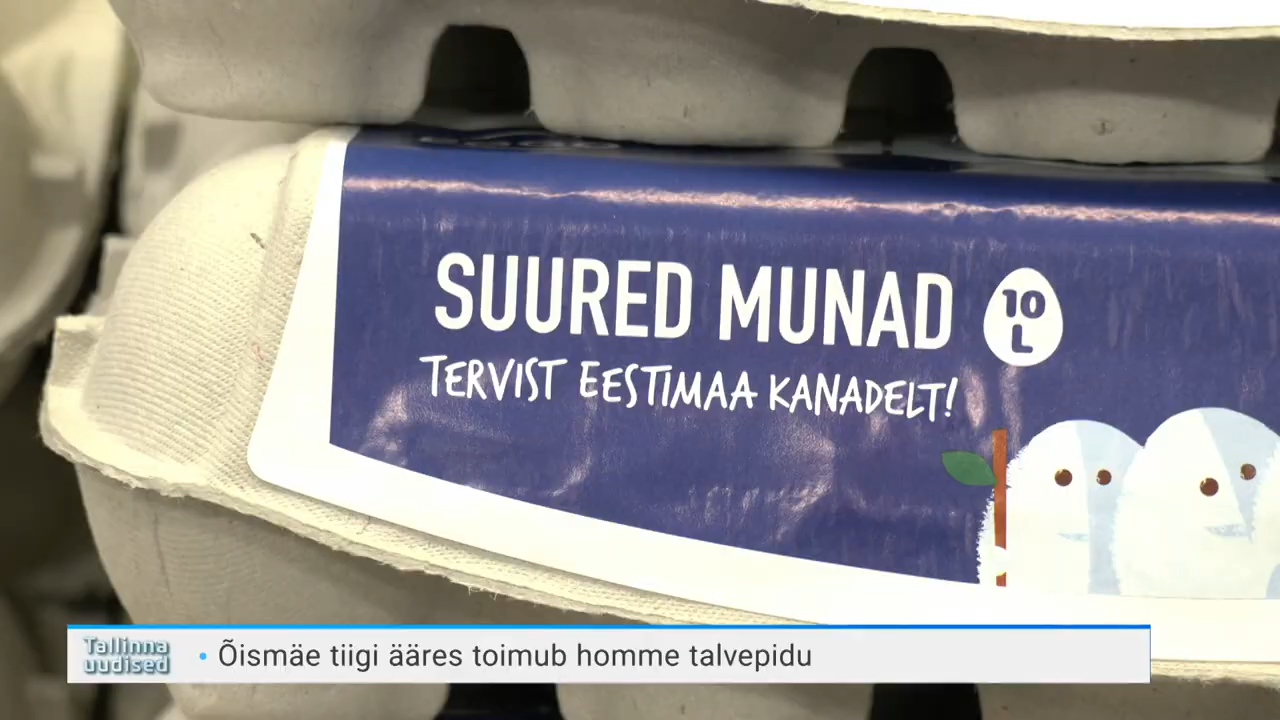 SUURED MUNAD
10
L
TERVIST EESTIMAA KANADELT!
Tallinna
uudised
• Õismäe tiigi ääres toimub homme talvepidu